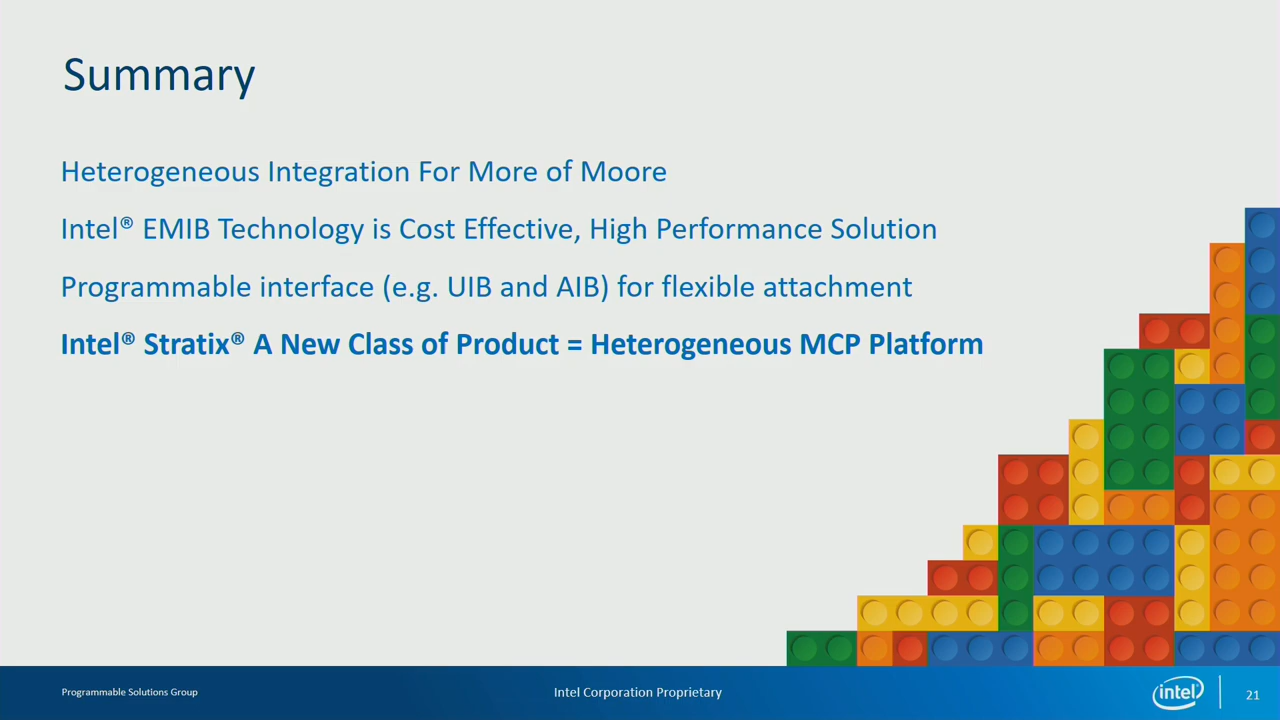 Summary
Heterogeneous Integration For More of Moore
Intel® EMIB Technology is Cost Effective, High Performance Solution
Programmable interface (e.g. UIB and AIB) for flexible attachment
Intel® Stratix® A New Class of Product = Heterogeneous MCP Platform
Programmable Solutions Group
Intel Corporation Proprietary
intel
21